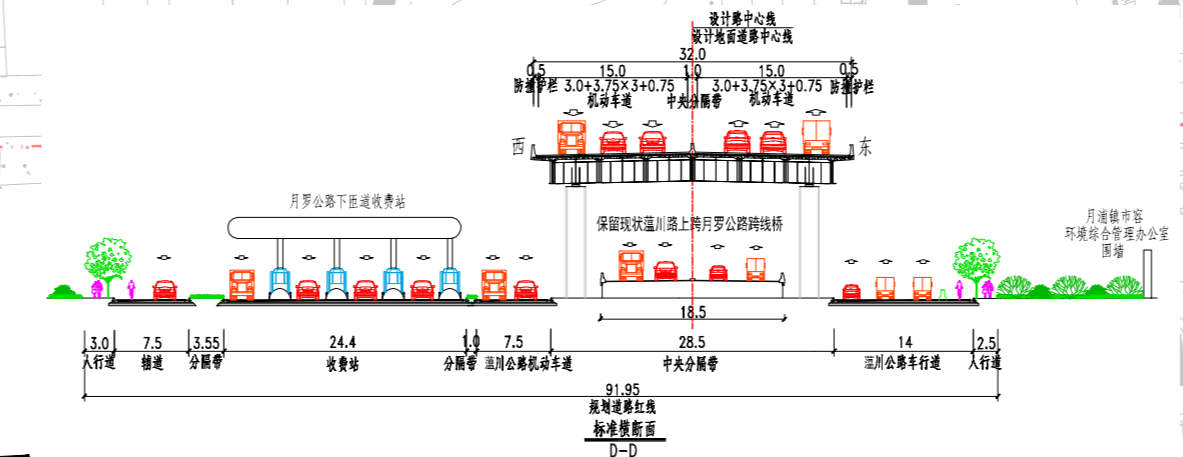 设计路中心线
设计地面道路中心线
32.0
0.5 15.0 1.0 15.0 0.5
防撞护栏 3.0+3.75×3+0.75 中央分隔带 3.0+3.75×3+0.75 防撞护栏
机动车道 机动车道
西 东
月罗公路下匝道收费站
保留现状蕰川路上跨月罗公路跨线桥
月浦镇市容
环境综合管理办公室
围墙
18.5
3.0 7.5 3.55 24.4 1.0 7.5 28.5 14 2.5
人行道 辅道 分隔带 收费站 分隔带 蕰川公路机动车道 中央分隔带 蕰川公路车行道 人行道
91.95
规划道路红线
标准横断面
D-D